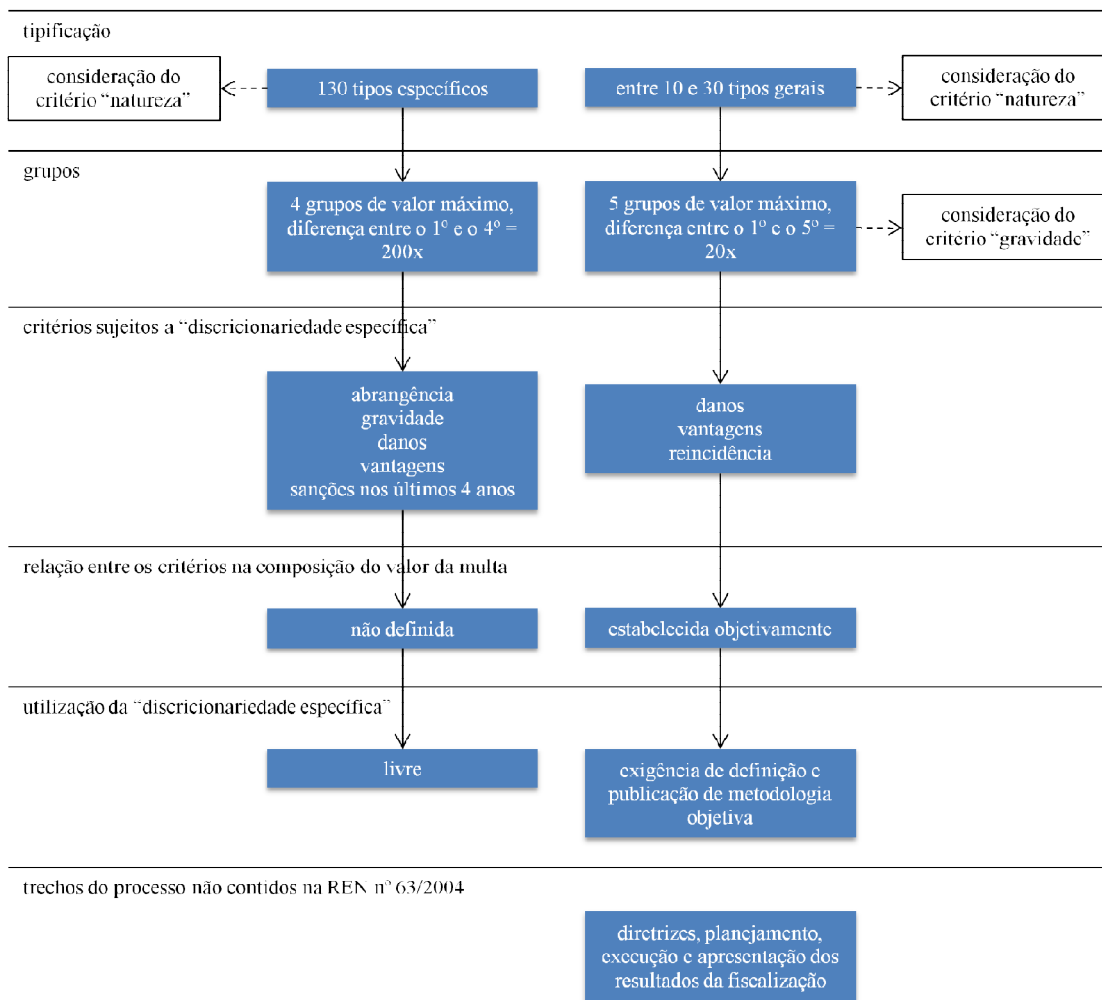 tipificação
consideração do
critério “natureza”
130 tipos específicos
entre 10 e 30 tipos gerais
consideração do
critério “natureza”
grupos
4 grupos de valor máximo,
diferença entre o 1º e o 4º =
200x
5 grupos de valor máximo,
diferença entre o 1º e o 5º =
20x
consideração do
critério “gravidade”
critérios sujeitos a “discricionariedade específica”
abrangência
gravidade
danos
vantagens
sanções nos últimos 4 anos
danos
vantagens
reincidência
relação entre os critérios na composição do valor da multa
não definida
estabelecida objetivamente
utilização da “discricionariedade específica”
livre
exigência de definição e
publicação de metodologia
objetiva
trechos do processo não contidos na REN nº 63/2004
diretrizes, planejamento,
execução e apresentação dos
resultados da fiscalização